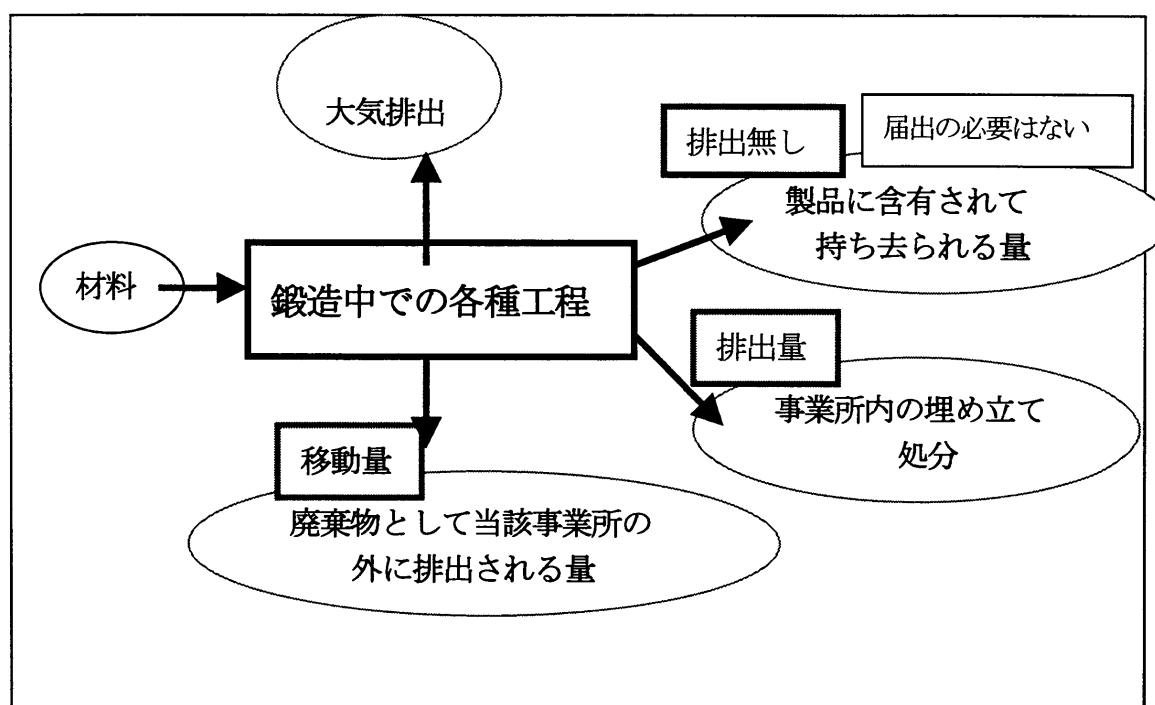 大気排出
排出無し
届出の必要はない
製品に含有されて
持ち去られる量
材料
鍛造中での各種工程
排出量
事業所内の埋め立て
処分
移動量
廃棄物として当該事業所の
外に排出される量